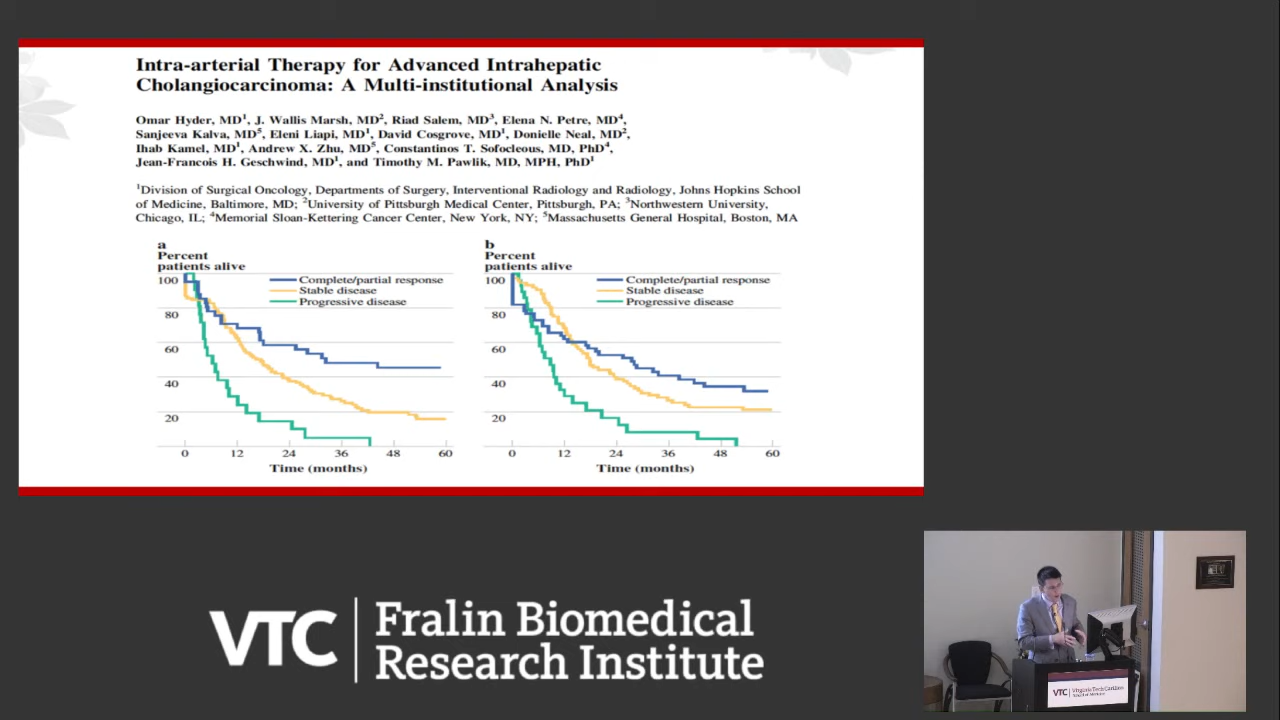 Intra-arterial Therapy for Advanced Intrahepatic
Cholangiocarcinoma: A Multi-institutional Analysis
Omar Hyder, MD1, J. Wallis Marsh, MD2, Riad Salem, MD3, Elena N. Petre, MD4,
Sanjeeva Kalva, MD5, Eleni Liapi, MD1, David Cosgrove, MD1, Donielle Neal, MD2,
Ihab Kamel, MD1, Andrew X. Zhu, MD5, Constantinos T. Sofocleous, MD, PhD4,
Jean-Francois H. Geschwind, MD1, and Timothy M. Pawlik, MD, MPH, PhD1
1Division of Surgical Oncology, Departments of Surgery, Interventional Radiology and Radiology, Johns Hopkins School
of Medicine, Baltimore, MD; 2University of Pittsburgh Medical Center, Pittsburgh, PA; 3Northwestern University,
Chicago, IL; 4Memorial Sloan-Kettering Cancer Center, New York, NY; 5Massachusetts General Hospital, Boston, MA
a
Percent
patients alive
100
80
60
40
20
Complete/partial response
Stable disease
Progressive disease
0 12 24 36 48 60
Time (months)
b
Percent
patients alive
100
80
60
40
20
Complete/partial response
Stable disease
Progressive disease
0 12 24 36 48 60
Time (months)
VTC
Fralin Biomedical
Research Institute
VTC Virginia Tech Carilion